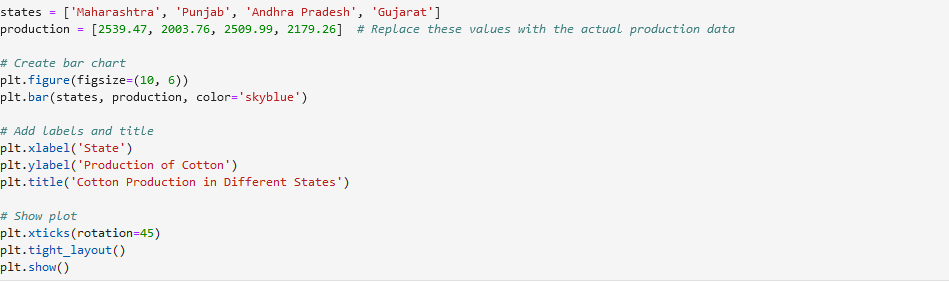 states = ['Maharashtra', 'Punjab', 'Andhra Pradesh', 'Gujarat']
production = [2539.47, 2003.76, 2509.99, 2179.26]  # Replace these values with the actual production data

# Create bar chart
plt.figure(figsize=(10, 6))
plt.bar(states, production, color='skyblue')

# Add labels and title
plt.xlabel('State')
plt.ylabel('Production of Cotton')
plt.title('Cotton Production in Different States')

# Show plot
plt.xticks(rotation=45)
plt.tight_layout()
plt.show()